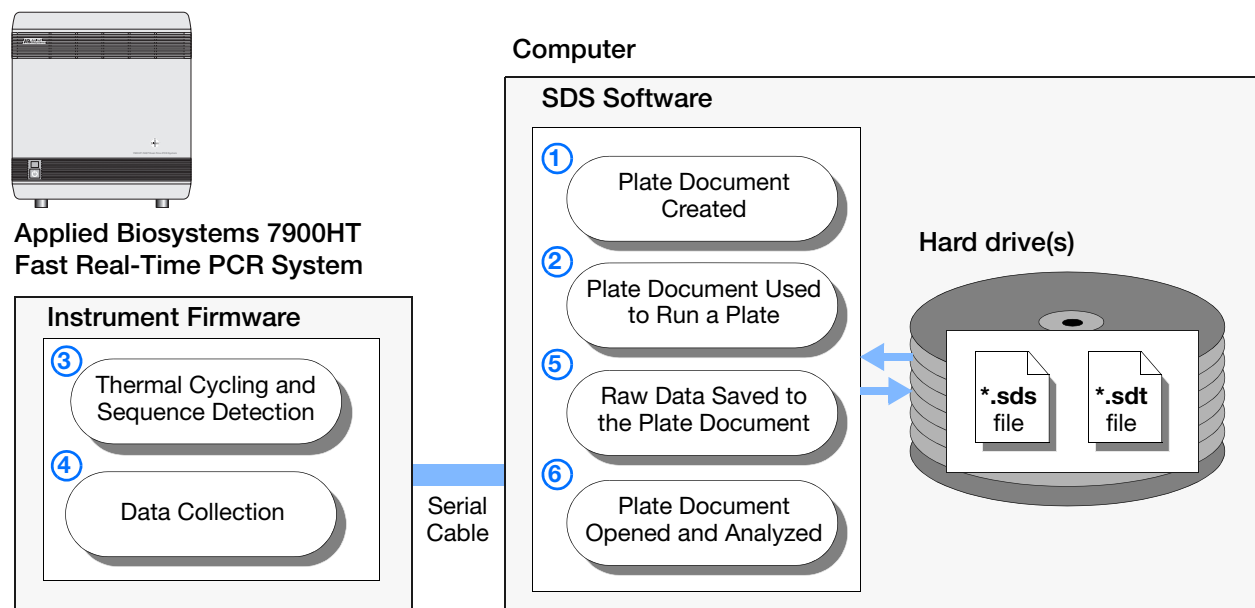 Computer
SDS Software
1
Plate Document
Created
2
Plate Document Used
to Run a Plate
5
Raw Data Saved to
the Plate Document
6
Plate Document
Opened and Analyzed
Hard drive(s)
*.sds
file
*.sdt
file
Applied Biosystems 7900HT
Fast Real-Time PCR System
Instrument Firmware
3
Thermal Cycling and
Sequence Detection
4
Data Collection
Serial
Cable